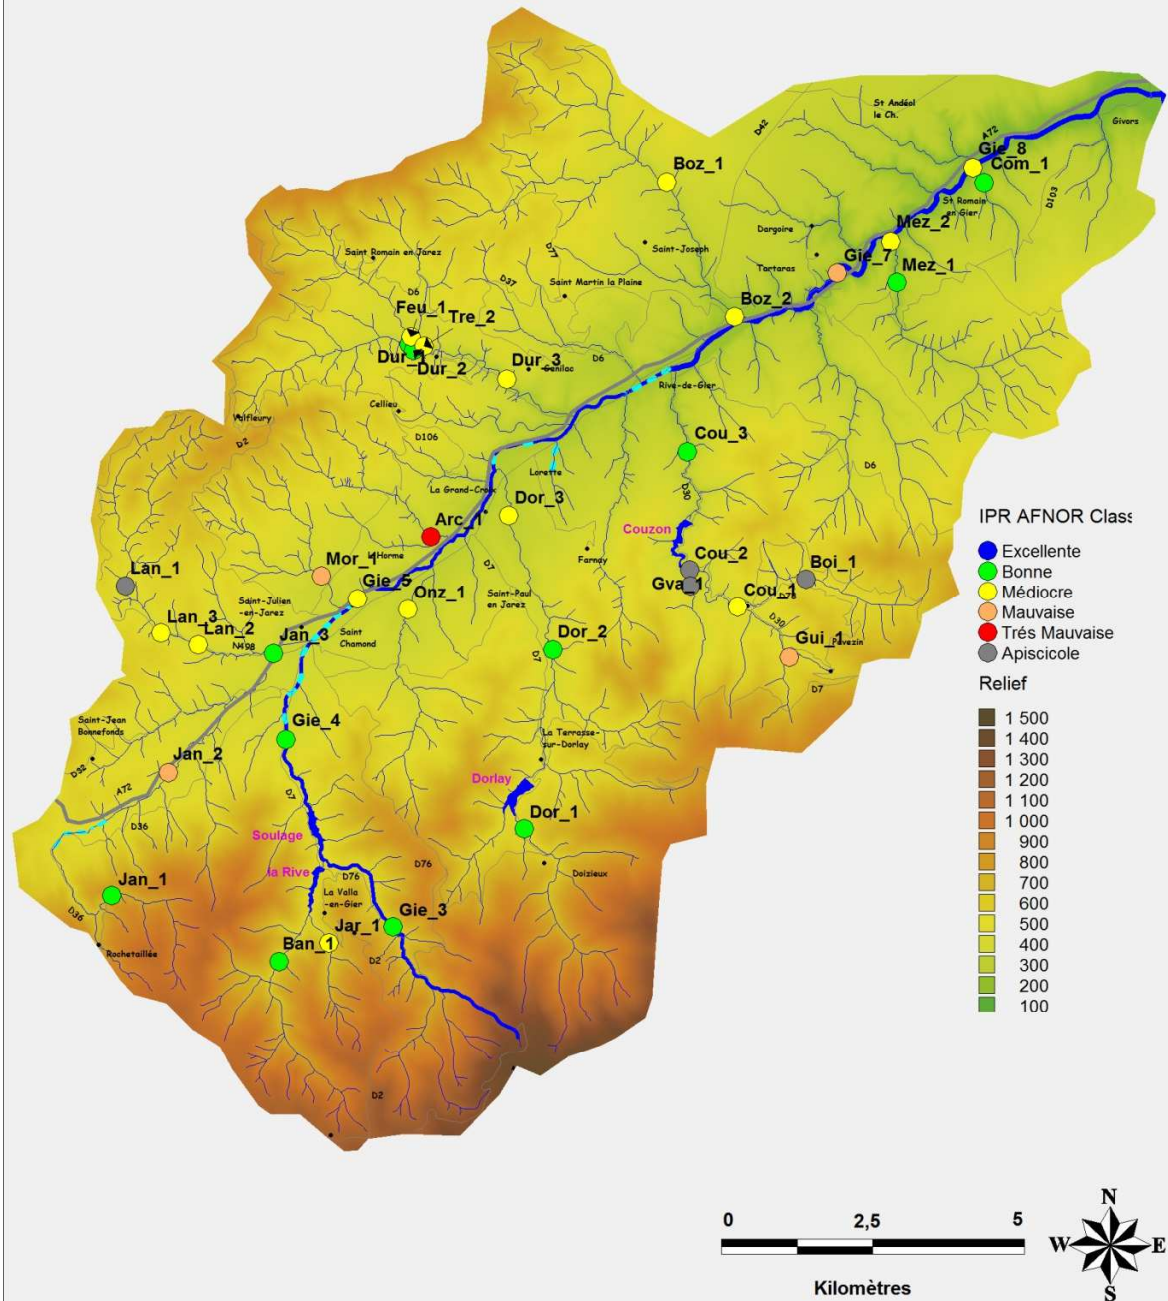 St Andéol
le Ch.
D42
A72
Givors
Gie_8
Com_1
Boz_1
D103
St Romain
en Gier
Mez_2
Dargoire
Saint-Joseph
Gie_7
Saint Romain en Jarez
D77
Tartaras
D37
Mez_1
D6
Saint Martin la Plaine
Feu_1
Tre_2
Boz_2
Dur_1
Dur_2
Dur_3
D6
Genilac
Rive-de-Gier
Cellieu
Valfleury
D2
D106
Cou_3
D6
Lorette
La Grand-Croix
D30
Dor_3
Arc_1
Couzon
L'Horme
Farnay
Mor_1
D7
Cou_2
Boi_1
Lan_1
Gie_5
Onz_1
Gva_1
Cou_1
Saint-Julien
-en-Jarez
Saint-Paul
en Jarez
D30
Lan_3
Lan_2
Saint
Chamond
N498
Jan_3
Dor_2
Gui_1
Pavezin
D7
D7
Gie_4
Saint-Jean
Bonnefonds
La Terrasse-
sur-Dorlay
Jan_2
D32
Dorlay
A72
D7
D36
Dor_1
Soulage
D76
la Rive
D76
Doizieux
Jan_1
La Valla
-en-Gier
D36
Jar_1
Gie_3
Rochetaillée
Ban_1
D2
D2
IPR AFNOR Class
Excellente
Bonne
Médiocre
Mauvaise
Trés Mauvaise
Apiscicole
Relief
1 500
1 400
1 300
1 200
1 100
1 000
900
800
700
600
500
400
300
200
100
0 2,5 5
Kilomètres
N
W E
S